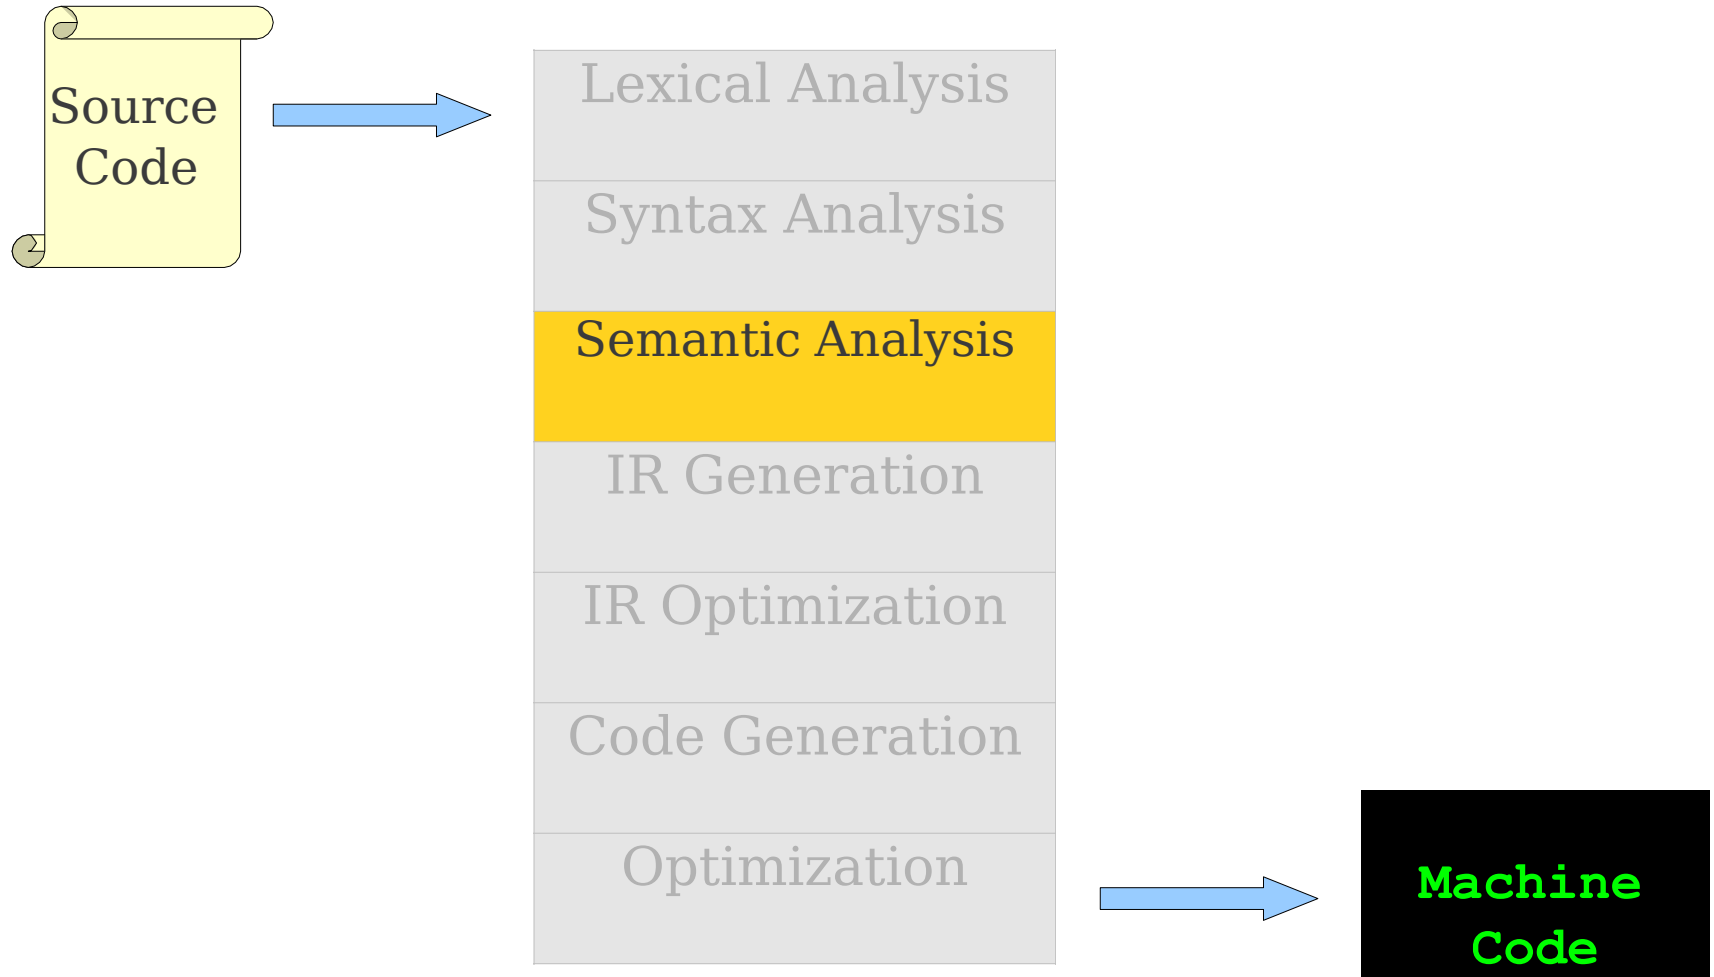 Source
Code
Lexical Analysis
Syntax Analysis
Semantic Analysis
IR Generation
IR Optimization
Code Generation
Optimization
Machine
Code